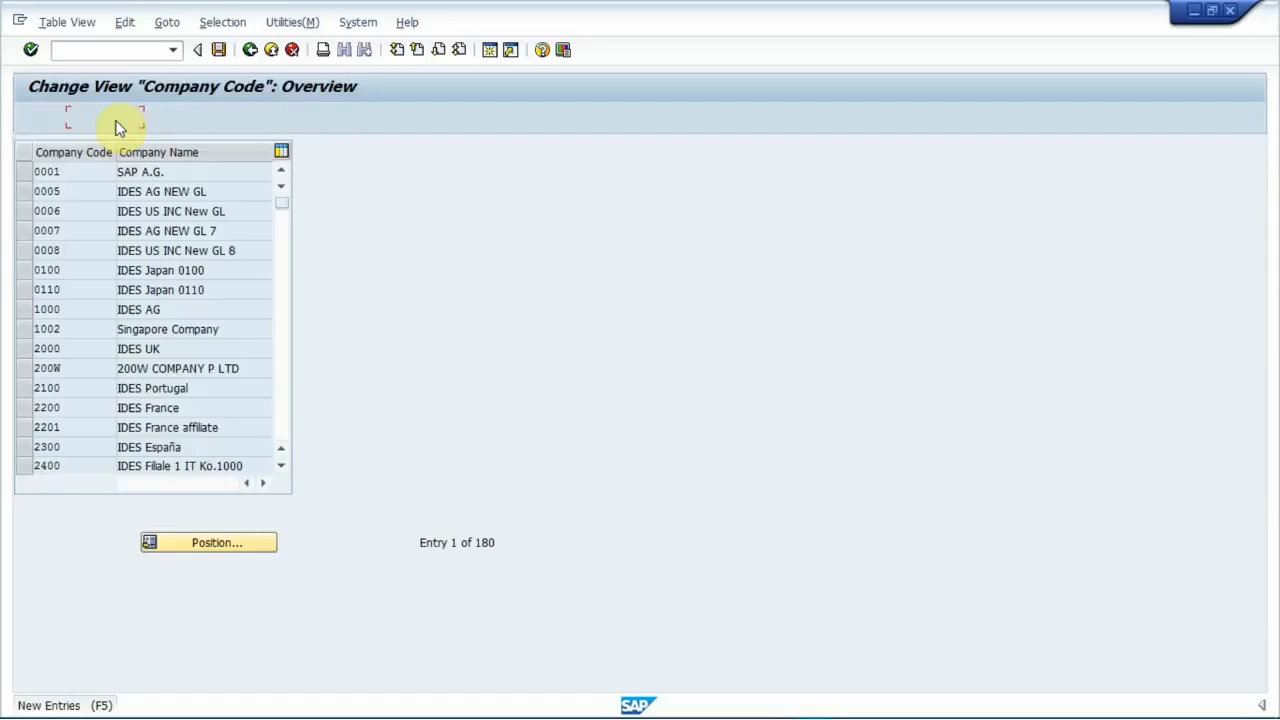 Table View Edit Goto Selection Utilities(M) System Help
Change View "Company Code": Overview
Company Code Company Name
0001 SAP A.G.
0005 IDES AG NEW GL
0006 IDES US INC New GL
0007 IDES AG NEW GL 7
0008 IDES US INC New GL 8
0100 IDES Japan 0100
0110 IDES Japan 0110
1000 IDES AG
1002 Singapore Company
2000 IDES UK
200W 200W COMPANY P LTD
2100 IDES Portugal
2200 IDES France
2201 IDES France affiliate
2300 IDES España
2400 IDES Filiale 1 IT Ko.1000
Position... Entry 1 of 180
New Entries (F5) SAP